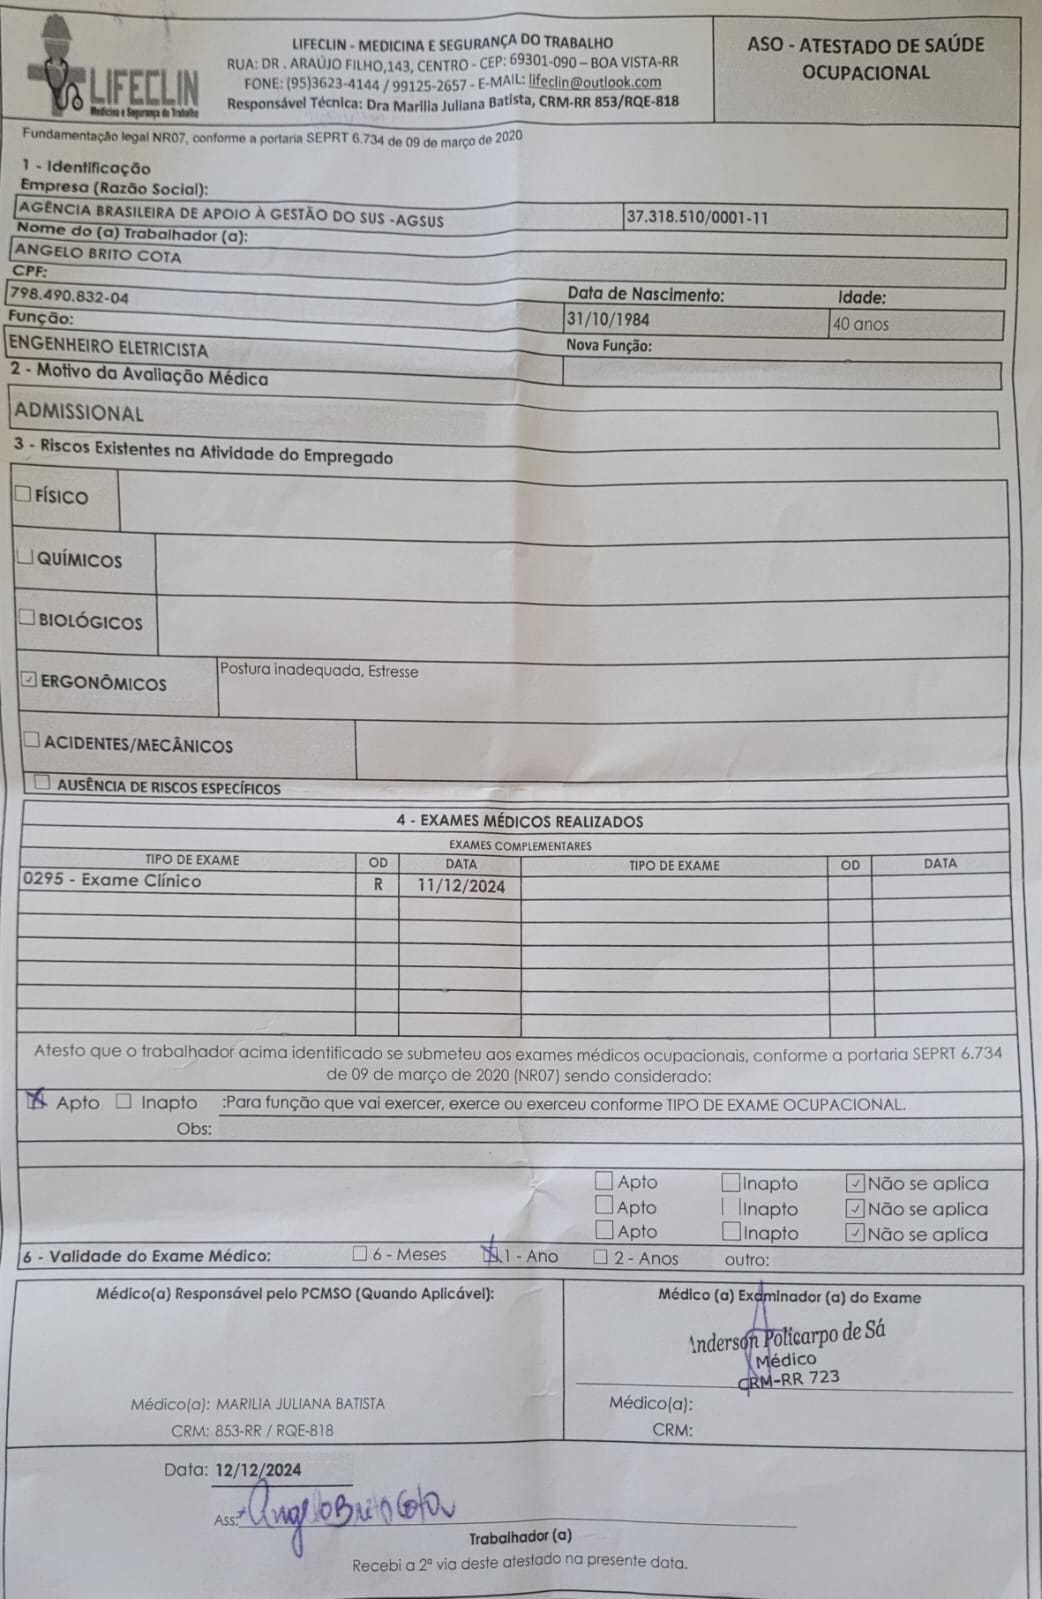 LIFECLIN
Medicina e Segurança do Trabalho
LIFECLIN - MEDICINA E SEGURANÇA DO TRABALHO
RUA: DR . ARAÚJO FILHO,143, CENTRO - CEP: 69301-090 – BOA VISTA-RR
FONE: (95)3623-4144 / 99125-2657 - E-MAIL: lifeclin@outlook.com
Responsável Técnica: Dra Marilia Juliana Batista, CRM-RR 853/RQE-818
ASO - ATESTADO DE SAÚDE
OCUPACIONAL
Fundamentação legal NR07, conforme a portaria SEPRT 6.734 de 09 de março de 2020
1 - Identificação
Empresa (Razão Social):
AGÊNCIA BRASILEIRA DE APOIO À GESTÃO DO SUS -AGSUS 37.318.510/0001-11
Nome do (a) Trabalhador (a):
ANGELO BRITO COTA
CPF: Data de Nascimento: Idade:
798.490.832-04 31/10/1984 40 anos
Função: Nova Função:
ENGENHEIRO ELETRICISTA
2 - Motivo da Avaliação Médica
ADMISSIONAL
3 - Riscos Existentes na Atividade do Empregado
☐ FÍSICO
☐ QUÍMICOS
☐ BIOLÓGICOS
☑ ERGONÔMICOS Postura inadequada, Estresse
☐ ACIDENTES/MECÂNICOS
☐ AUSÊNCIA DE RISCOS ESPECÍFICOS
4 - EXAMES MÉDICOS REALIZADOS
EXAMES COMPLEMENTARES
TIPO DE EXAME OD DATA TIPO DE EXAME OD DATA
0295 - Exame Clínico R 11/12/2024
Atesto que o trabalhador acima identificado se submeteu aos exames médicos ocupacionais, conforme a portaria SEPRT 6.734
de 09 de março de 2020 (NR07) sendo considerado:
☒ Apto ☐ Inapto :Para função que vai exercer, exerce ou exerceu conforme TIPO DE EXAME OCUPACIONAL.
Obs:
☐ Apto ☐ Inapto ☑ Não se aplica
☐ Apto ☐ Inapto ☑ Não se aplica
☐ Apto ☐ Inapto ☑ Não se aplica
6 - Validade do Exame Médico: ☐ 6 - Meses ☒ 1 - Ano ☐ 2 - Anos outro:
Médico(a) Responsável pelo PCMSO (Quando Aplicável):
Médico(a): MARILIA JULIANA BATISTA
CRM: 853-RR / RQE-818
Médico (a) Examinador (a) do Exame
Anderson Policarpo de Sá
Médico
CRM-RR 723
Médico(a):
CRM:
Data: 12/12/2024
Ass: Angelo Brito Cota
Trabalhador (a)
Recebi a 2º via deste atestado na presente data.